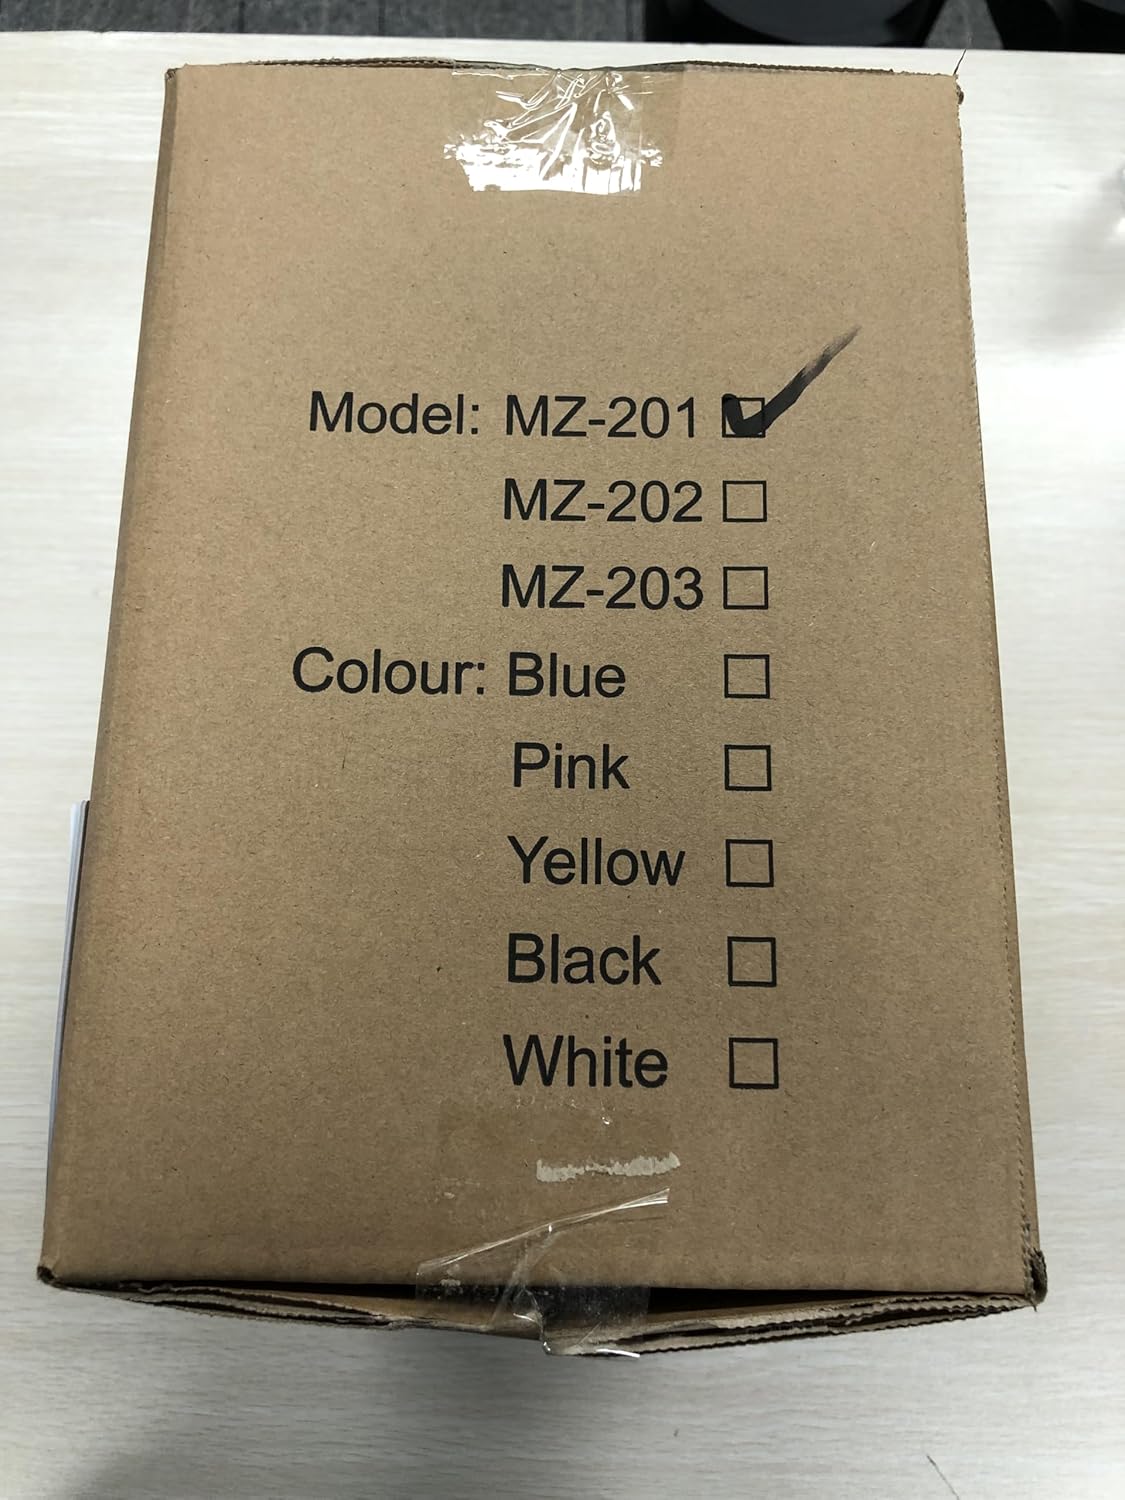 Model: MZ-201 ☑
MZ-202 ☐
MZ-203 ☐
Colour: Blue ☐
Pink ☐
Yellow ☐
Black ☐
White ☐